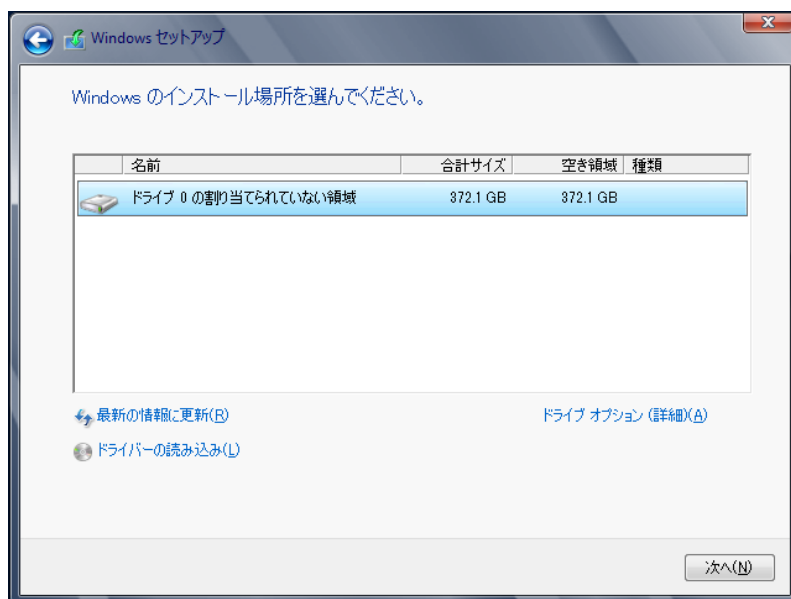 Windows セットアップ
Windows のインストール場所を選んでください。
名前 合計サイズ 空き領域 種類
ドライブ 0 の割り当てられていない領域 372.1 GB 372.1 GB
最新の情報に更新(R) ドライブ オプション (詳細)(A)
ドライバーの読み込み(L)
次へ(N)